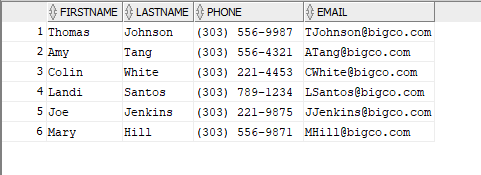 FIRSTNAME LASTNAME PHONE EMAIL
1 Thomas Johnson (303) 556-9987 TJohnson@bigco.com
2 Amy Tang (303) 556-4321 ATang@bigco.com
3 Colin White (303) 221-4453 CWhite@bigco.com
4 Landi Santos (303) 789-1234 LSantos@bigco.com
5 Joe Jenkins (303) 221-9875 JJenkins@bigco.com
6 Mary Hill (303) 556-9871 MHill@bigco.com